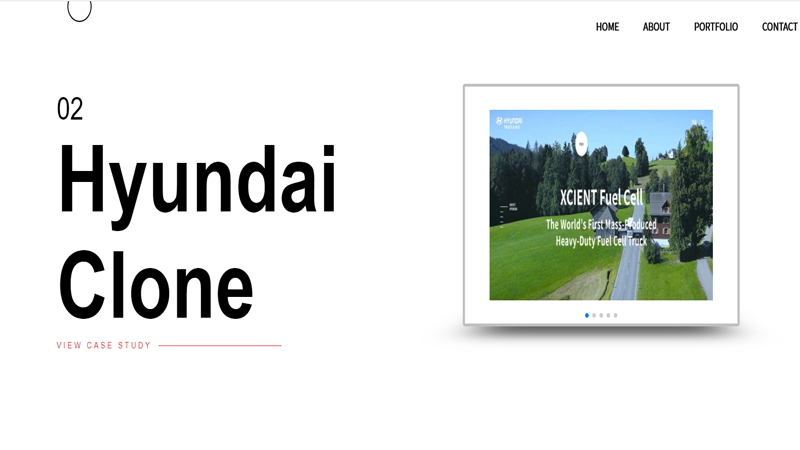 HOME ABOUT PORTFOLIO CONTACT
02
Hyundai
Clone
VIEW CASE STUDY
HYUNDAI
XCIENT Fuel Cell
The World's First Mass-Produced
Heavy-Duty Fuel Cell Truck